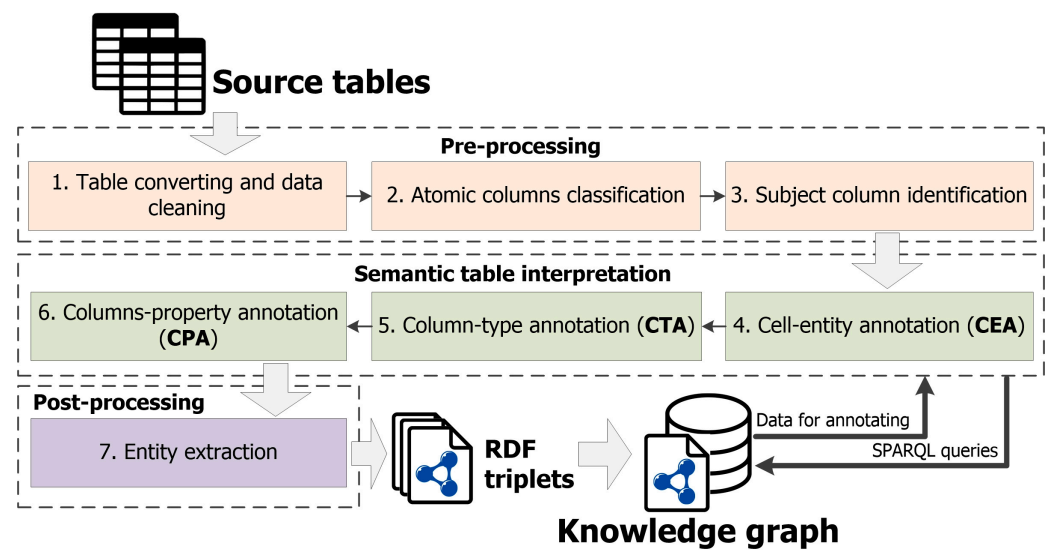 Source tables
Pre-processing
1. Table converting and data
cleaning
2. Atomic columns classification
3. Subject column identification
Semantic table interpretation
6. Columns-property annotation
(CPA)
5. Column-type annotation (CTA)
4. Cell-entity annotation (CEA)
Post-processing
7. Entity extraction
RDF
triplets
Data for annotating
SPARQL queries
Knowledge graph